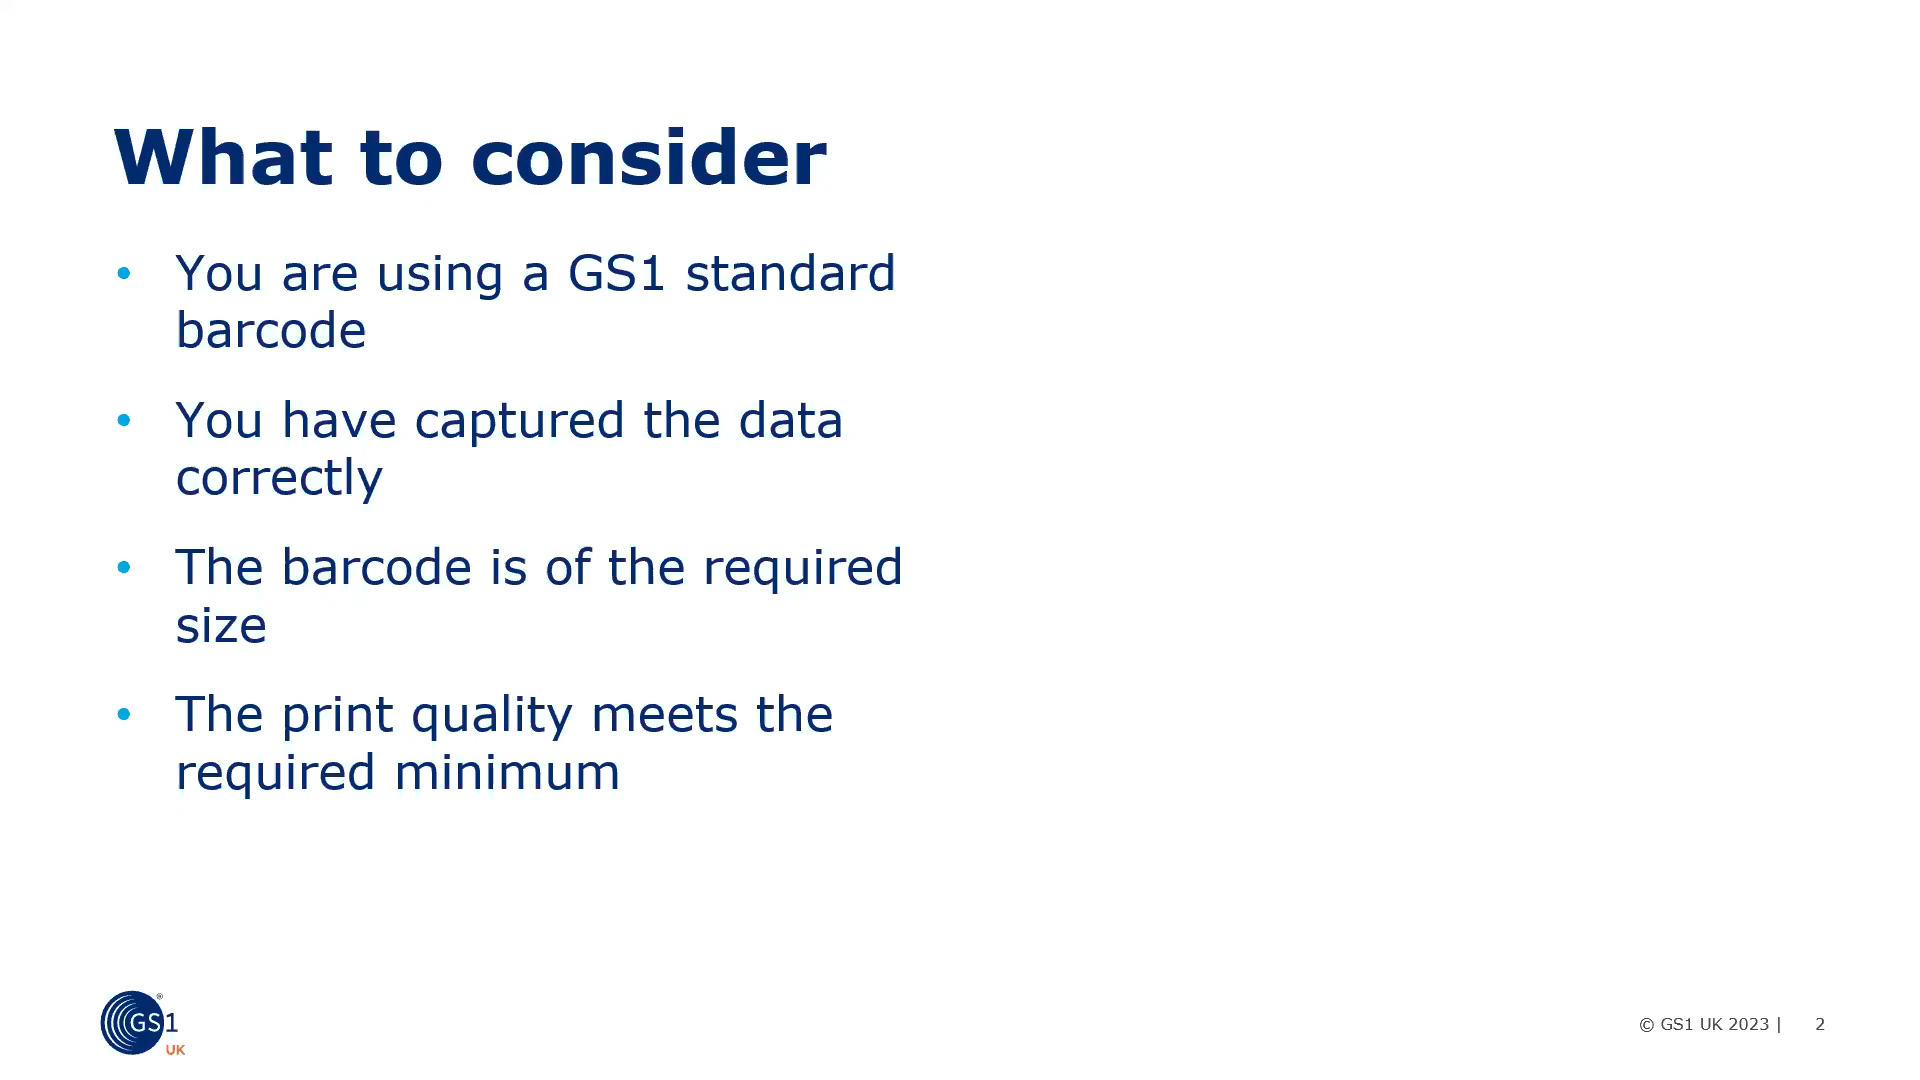 What to consider
• You are using a GS1 standard
barcode
• You have captured the data
correctly
• The barcode is of the required
size
• The print quality meets the
required minimum
GS1 ®
UK
© GS1 UK 2023 | 2